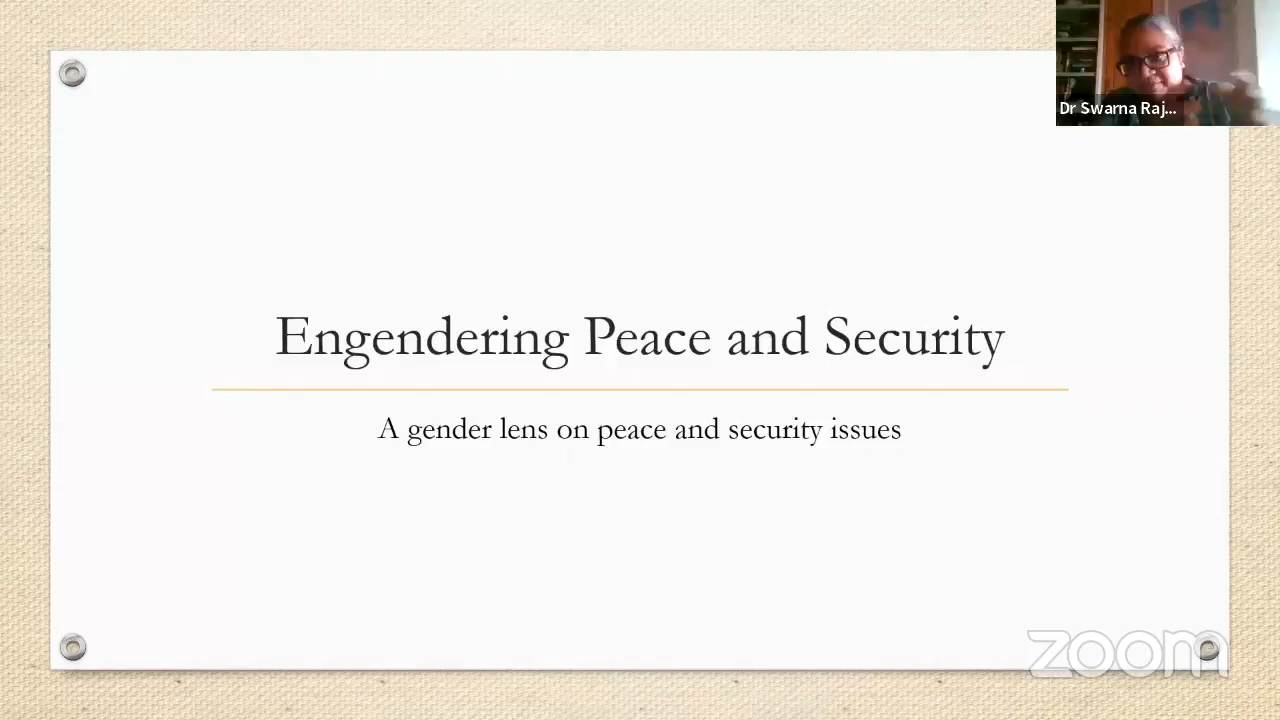 Dr Swarna Raj...
Engendering Peace and Security
A gender lens on peace and security issues
zoom